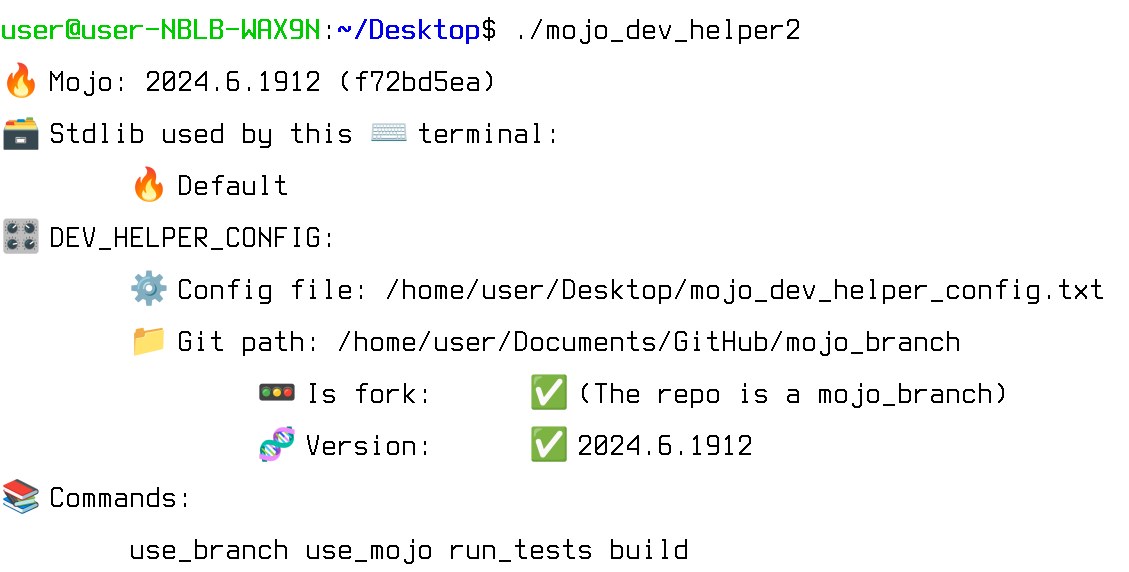 user@user-NBLB-WAX9N:~/Desktop$ ./mojo_dev_helper2
🔥 Mojo: 2024.6.1912 (f72bd5ea)
🗃️ Stdlib used by this ⌨️ terminal:
🔥 Default
🎛️ DEV_HELPER_CONFIG:
⚙️ Config file: /home/user/Desktop/mojo_dev_helper_config.txt
📁 Git path: /home/user/Documents/GitHub/mojo_branch
🚥 Is fork: ✅ (The repo is a mojo_branch)
🧬 Version: ✅ 2024.6.1912
📚 Commands:
use_branch use_mojo run_tests build